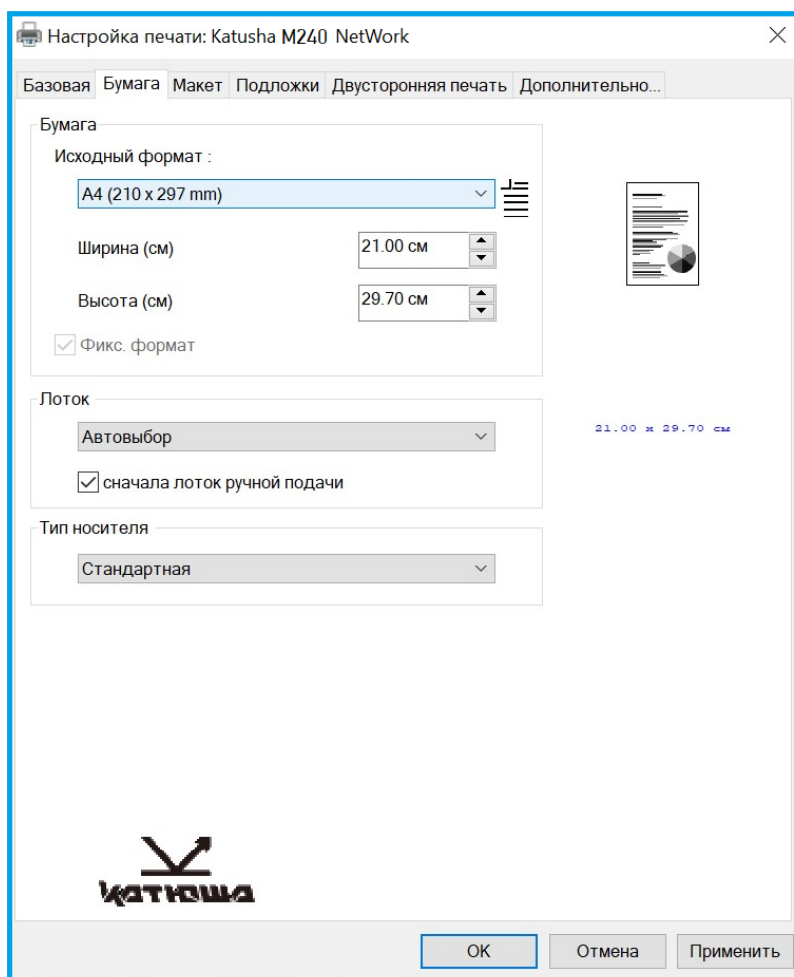 Настройка печати: Katusha M240 NetWork
Базовая Бумага Макет Подложки Двусторонняя печать Дополнительно...
Бумага
Исходный формат :
A4 (210 x 297 mm)
Ширина (см) 21.00 см
Высота (см) 29.70 см
Фикс. формат
Лоток
Автовыбор
21.00 x 29.70 см
сначала лоток ручной подачи
Тип носителя
Стандартная
катюша
OK Отмена Применить